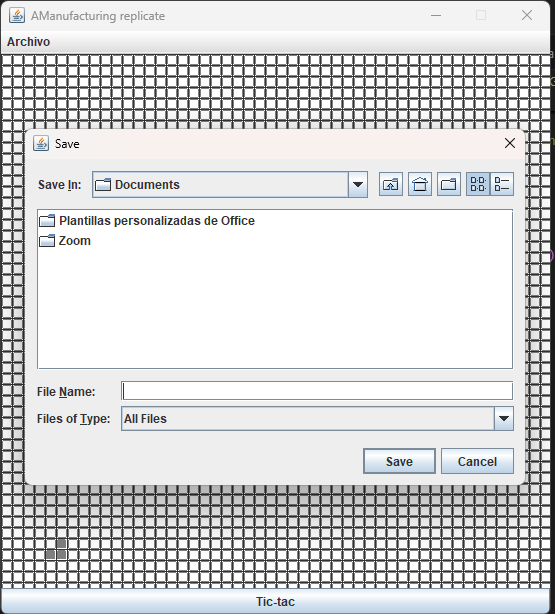 AManufacturing replicate
Archivo
Save
Save In: Documents
Plantillas personalizadas de Office
Zoom
File Name:
Files of Type: All Files
Save Cancel
Tic-tac